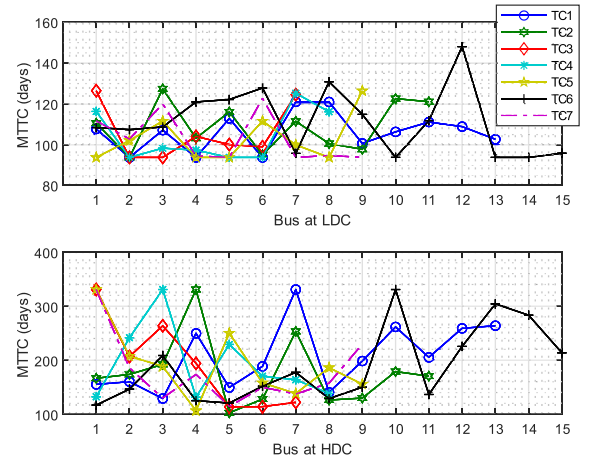 160
140
120
100
80
MTTC (days)
TC1
TC2
TC3
TC4
TC5
TC6
TC7
1 2 3 4 5 6 7 8 9 10 11 12 13 14 15
Bus at LDC
400
300
200
100
MTTC (days)
1 2 3 4 5 6 7 8 9 10 11 12 13 14 15
Bus at HDC